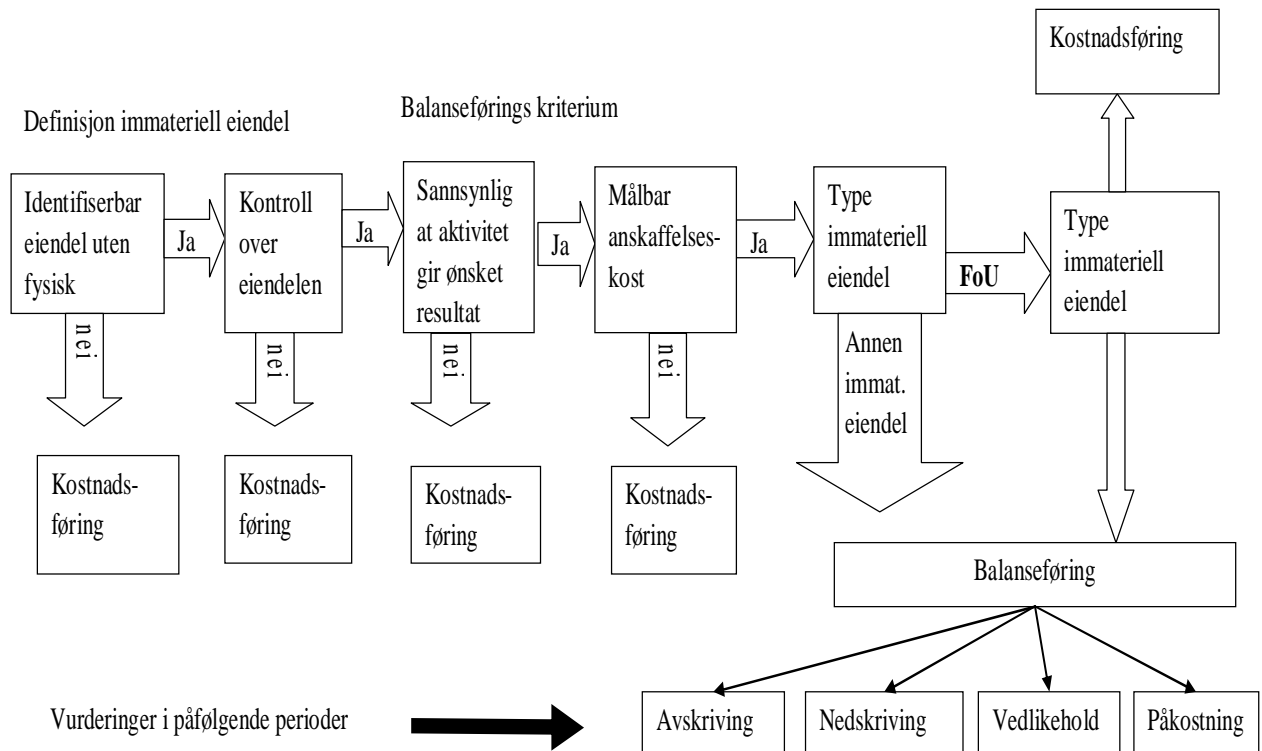 Kostnadsføring
Definisjon immateriell eiendel
Balanseførings kriterium
Identifiserbar
eiendel uten
fysisk
Ja
Kontroll
over
eiendelen
Ja
Sannsynlig
at aktivitet
gir ønsket
resultat
Ja
Målbar
anskaffelses-
kost
Ja
Type
immateriell
eiendel
FoU
Type
immateriell
eiendel
nei
nei
nei
nei
Annen
immat.
eiendel
Kostnads-
føring
Kostnads-
føring
Kostnads-
føring
Kostnads-
føring
Balanseføring
Vurderinger i påfølgende perioder
Avskriving
Nedskriving
Vedlikehold
Påkostning